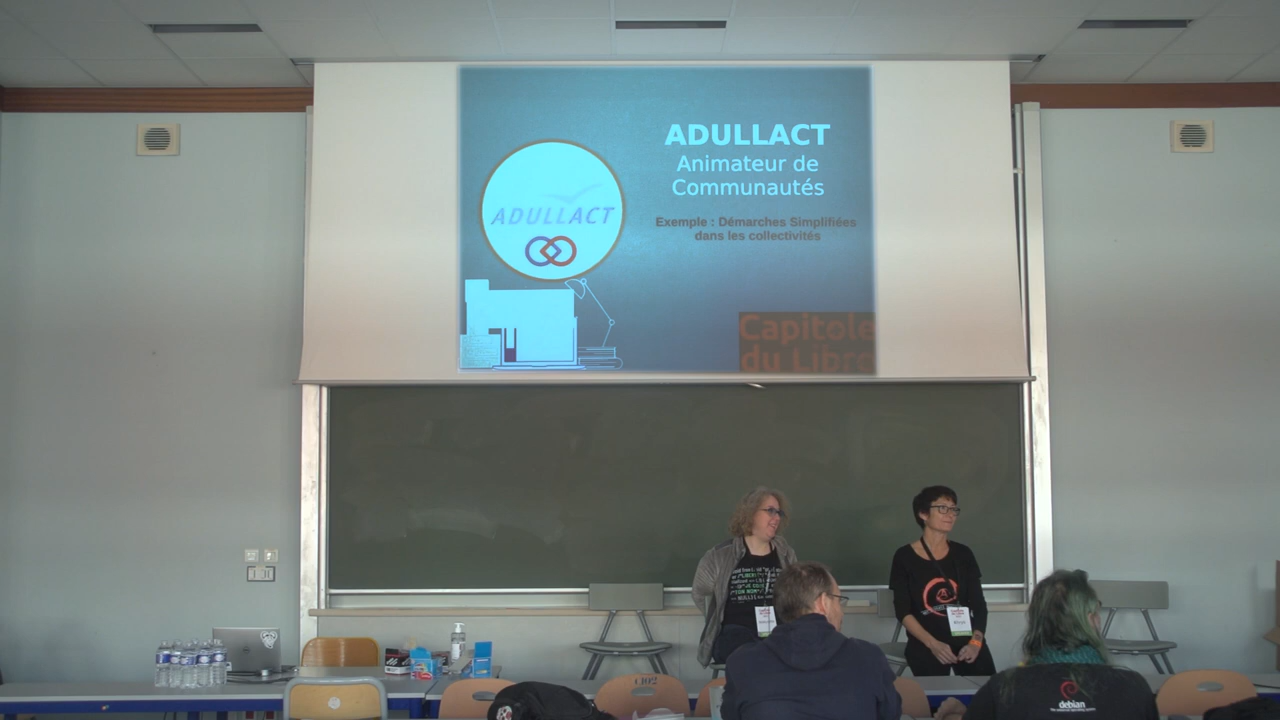 ADULLACT
Animateur de
Communautés
Exemple : Démarches Simplifiées
dans les collectivités
ADULLACT
Capitole
du Libre
debian